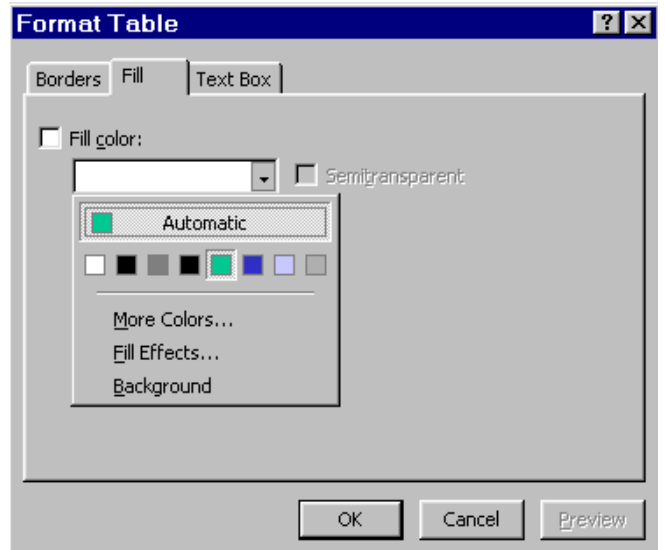 Format Table
Borders Fill Text Box
Fill color:
Semitransparent
Automatic
More Colors...
Fill Effects...
Background
OK Cancel Preview